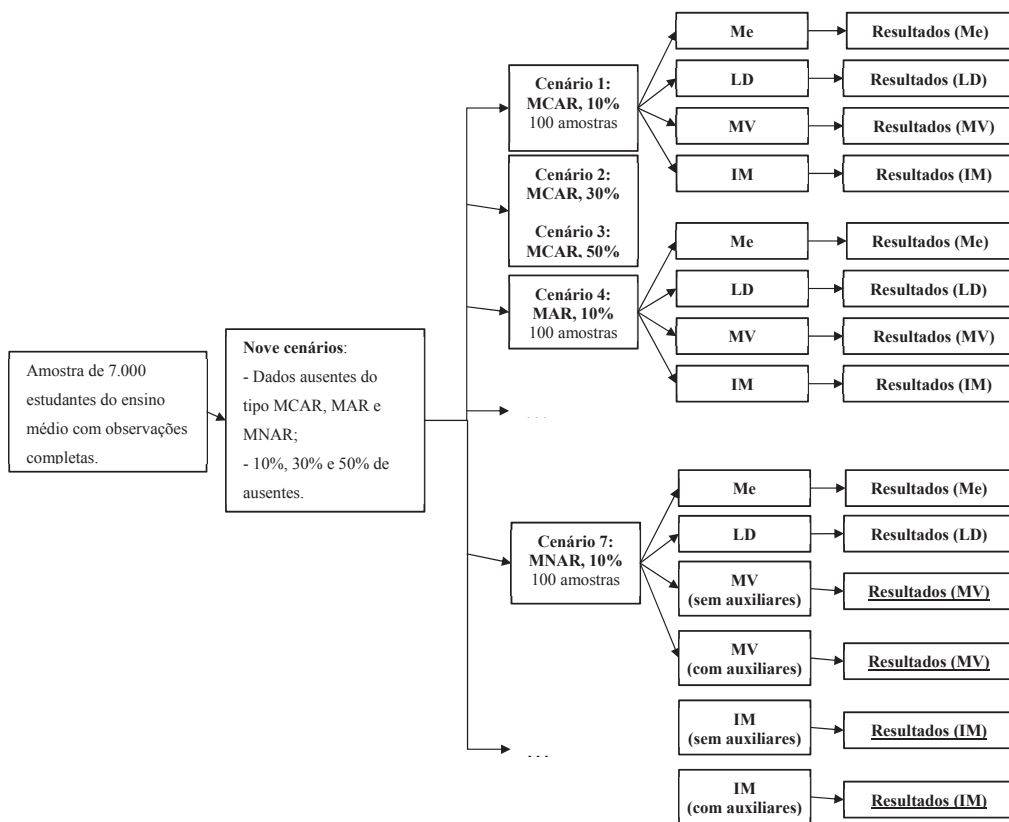 Amostra de 7.000
estudantes do ensino
médio com observações
completas.
Nove cenários:
- Dados ausentes do
tipo MCAR, MAR e
MNAR;
- 10%, 30% e 50% de
ausentes.
Cenário 1:
MCAR, 10%
100 amostras
Me
Resultados (Me)
LD
Resultados (LD)
MV
Resultados (MV)
IM
Resultados (IM)
Cenário 2:
MCAR, 30%
Cenário 3:
MCAR, 50%
Cenário 4:
MAR, 10%
100 amostras
Me
Resultados (Me)
LD
Resultados (LD)
MV
Resultados (MV)
IM
Resultados (IM)
...
Cenário 7:
MNAR, 10%
100 amostras
Me
Resultados (Me)
LD
Resultados (LD)
MV
(sem auxiliares)
Resultados (MV)
MV
(com auxiliares)
Resultados (MV)
IM
(sem auxiliares)
Resultados (IM)
IM
(com auxiliares)
Resultados (IM)
...